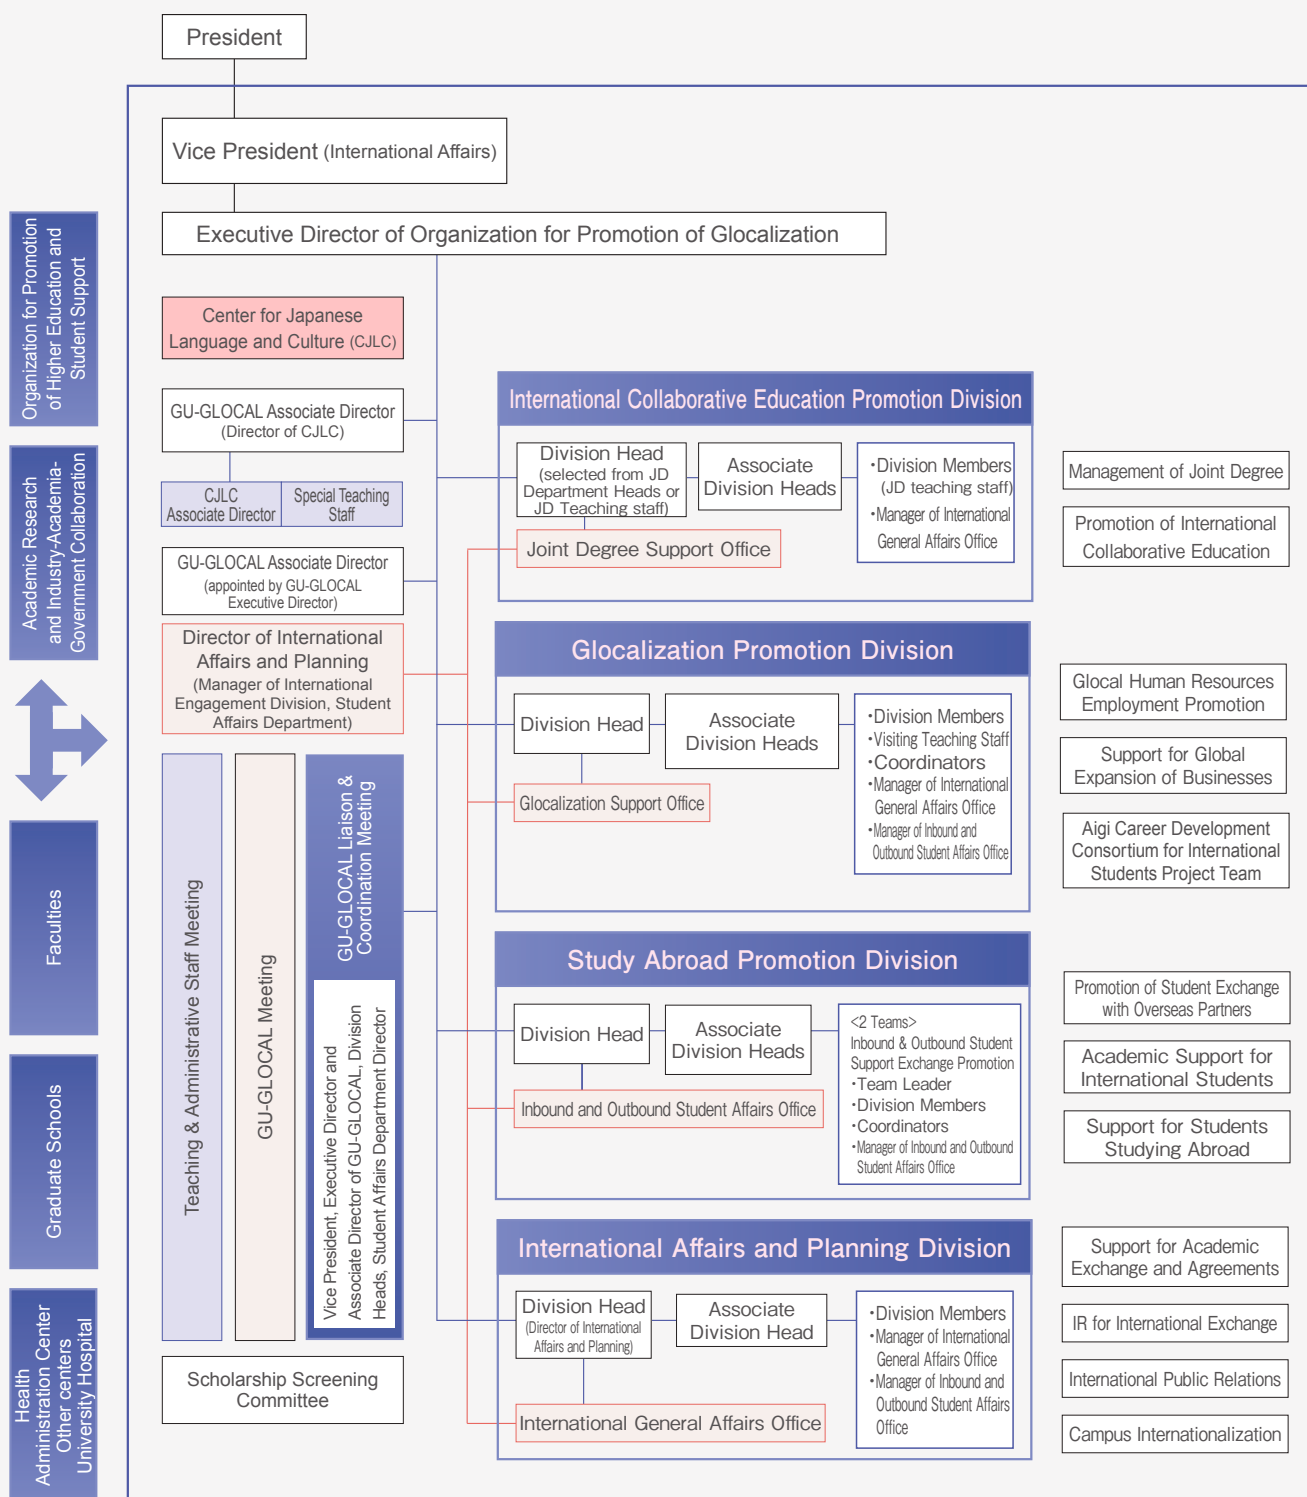 President
Vice President (International Affairs)
Executive Director of Organization for Promotion of Glocalization
Organization for Promotion
of Higher Education and
Student Support
Academic Research
and Industry-Academia-
Government Collaboration
Faculties
Graduate Schools
Health
Administration Center
Other centers
University Hospital
Center for Japanese
Language and Culture (CJLC)
GU-GLOCAL Associate Director
(Director of CJLC)
CJLC
Associate Director
Special Teaching
Staff
GU-GLOCAL Associate Director
(appointed by GU-GLOCAL
Executive Director)
Director of International
Affairs and Planning
(Manager of International
Engagement Division, Student
Affairs Department)
Teaching & Administrative Staff Meeting
GU-GLOCAL Meeting
GU-GLOCAL Liaison &
Coordination Meeting
Vice President, Executive Director and
Associate Director of GU-GLOCAL, Division
Heads, Student Affairs Department Director
Scholarship Screening
Committee
International Collaborative Education Promotion Division
Division Head
(selected from JD
Department Heads or
JD Teaching staff)
Associate
Division Heads
・Division Members
(JD teaching staff)
・Manager of International
General Affairs Office
Joint Degree Support Office
Management of Joint Degree
Promotion of International
Collaborative Education
Glocalization Promotion Division
Division Head
Associate
Division Heads
・Division Members
・Visiting Teaching Staff
・Coordinators
・Manager of International
General Affairs Office
・Manager of Inbound and
Outbound Student Affairs Office
Glocalization Support Office
Glocal Human Resources
Employment Promotion
Support for Global
Expansion of Businesses
Aigi Career Development
Consortium for International
Students Project Team
Study Abroad Promotion Division
Division Head
Associate
Division Heads
<2 Teams>
Inbound & Outbound Student
Support Exchange Promotion
・Team Leader
・Division Members
・Coordinators
・Manager of Inbound and Outbound
Student Affairs Office
Inbound and Outbound Student Affairs Office
Promotion of Student Exchange
with Overseas Partners
Academic Support for
International Students
Support for Students
Studying Abroad
International Affairs and Planning Division
Division Head
(Director of International
Affairs and Planning)
Associate
Division Head
・Division Members
・Manager of International
General Affairs Office
・Manager of Inbound and
Outbound Student Affairs
Office
International General Affairs Office
Support for Academic
Exchange and Agreements
IR for International Exchange
International Public Relations
Campus Internationalization